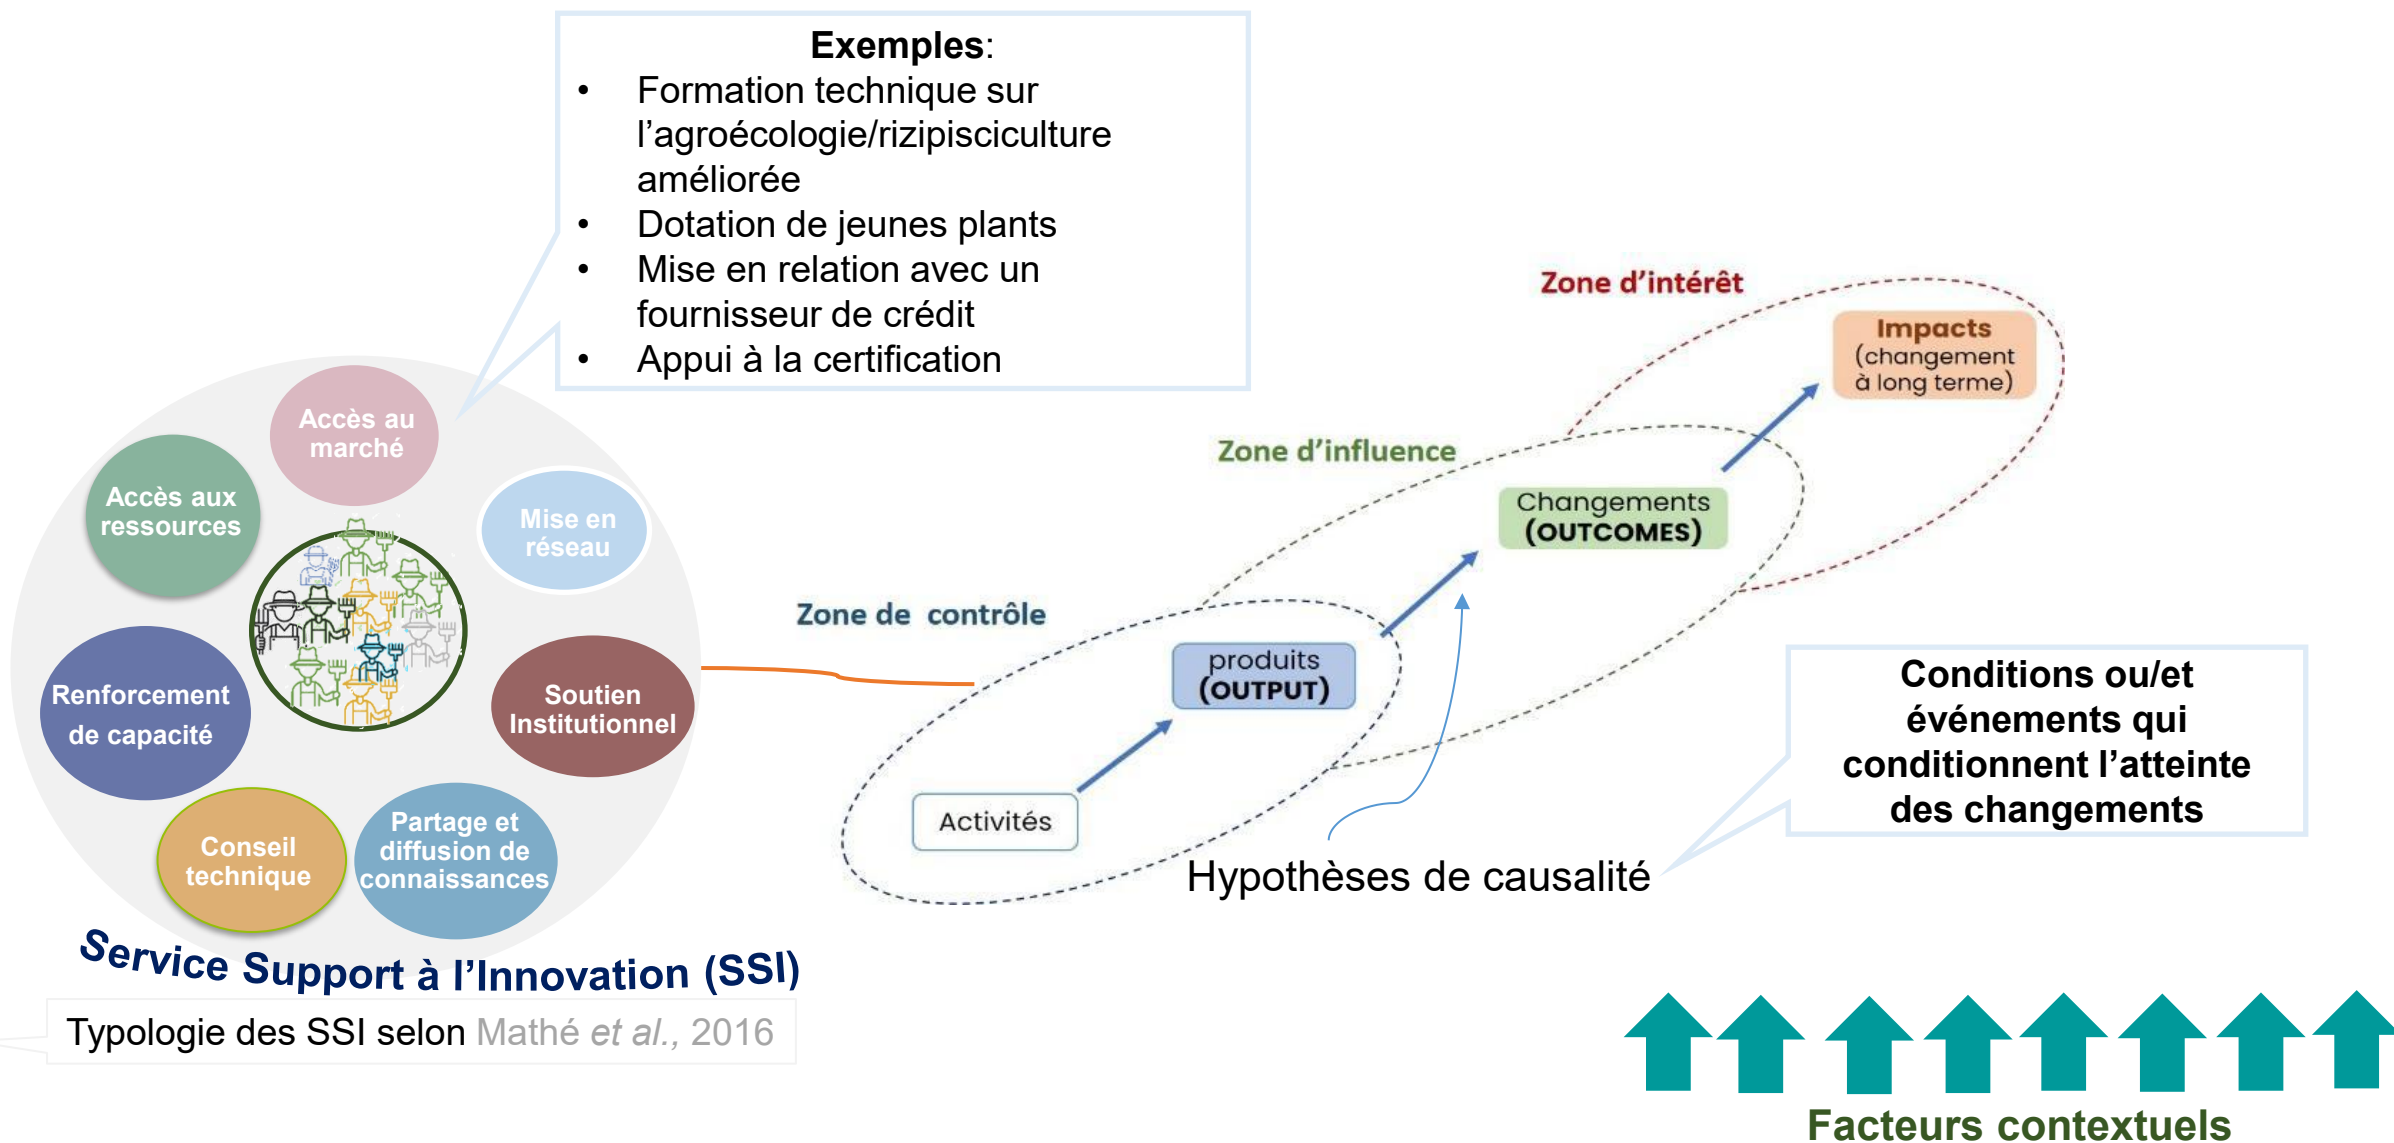 Exemples:
• Formation technique sur
l’agroécologie/rizipisciculture
améliorée
• Dotation de jeunes plants
• Mise en relation avec un
fournisseur de crédit
• Appui à la certification
Accès au
marché
Accès aux
ressources
Mise en
réseau
Renforcement
de capacité
Soutien
Institutionnel
Conseil
technique
Partage et
diffusion de
connaissances
Service Support à l’Innovation (SSI)
Typologie des SSI selon Mathé et al., 2016
Zone d’intérêt
Impacts
(changement
à long terme)
Zone d’influence
Changements
(OUTCOMES)
Zone de contrôle
produits
(OUTPUT)
Activités
Hypothèses de causalité
Conditions ou/et
événements qui
conditionnent l’atteinte
des changements
Facteurs contextuels